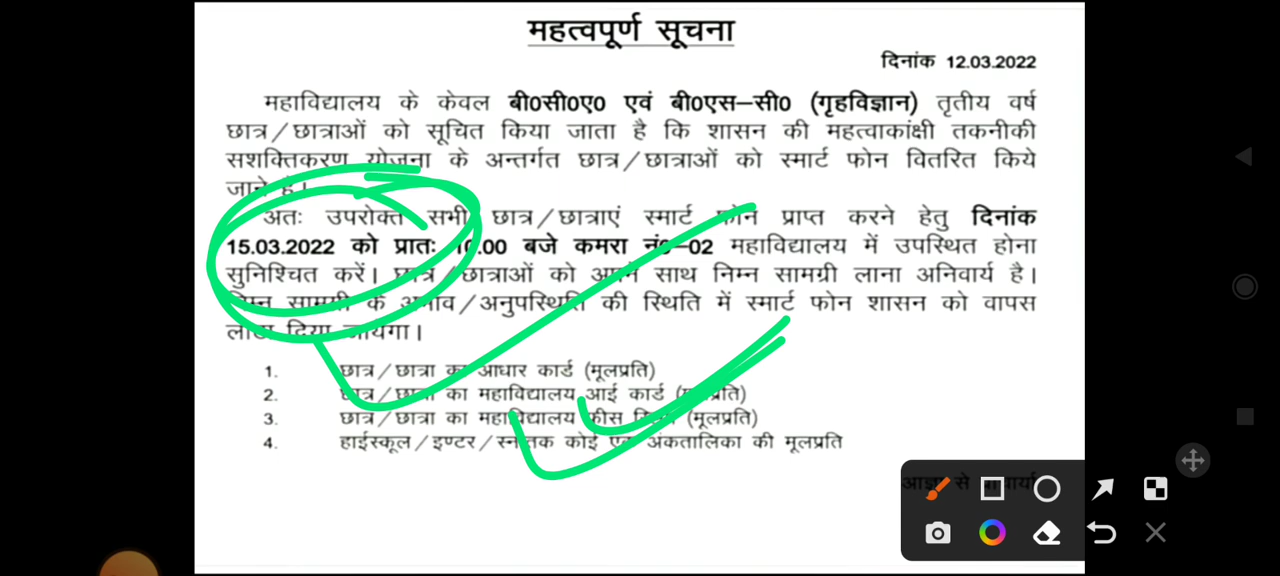 महत्वपूर्ण सूचना
दिनांक 12.03.2022
महाविद्यालय के केवल बी0सी0ए0 एवं बी0एस-सी0 (गृहविज्ञान) तृतीय वर्ष
छात्र/छात्राओं को सूचित किया जाता है कि शासन की महत्वाकांक्षी तकनीकी
सशक्तिकरण योजना के अन्तर्गत छात्र/छात्राओं को स्मार्ट फोन वितरित किये
जाने है।
अतः उपरोक्त सभी छात्र/छात्राएं स्मार्ट फोन प्राप्त करने हेतु दिनांक
15.03.2022 को प्रातः 10.00 बजे कमरा नं0-02 महाविद्यालय में उपस्थित होना
सुनिश्चित करें। छात्र/छात्राओं को अपने साथ निम्न सामग्री लाना अनिवार्य है।
निम्न सामग्री के अभाव/अनुपस्थिति की स्थिति में स्मार्ट फोन शासन को वापस
लौटा दिया जायेगा।
1. छात्र/छात्रा का आधार कार्ड (मूलप्रति)
2. छात्र/छात्रा का महाविद्यालय आई कार्ड (मूलप्रति)
3. छात्र/छात्रा का महाविद्यालय फीस (मूलप्रति)
4. हाईस्कूल/इण्टर/स्नातक कोई एक अंकतालिका की मूलप्रति
आज्ञा से प्राचार्या